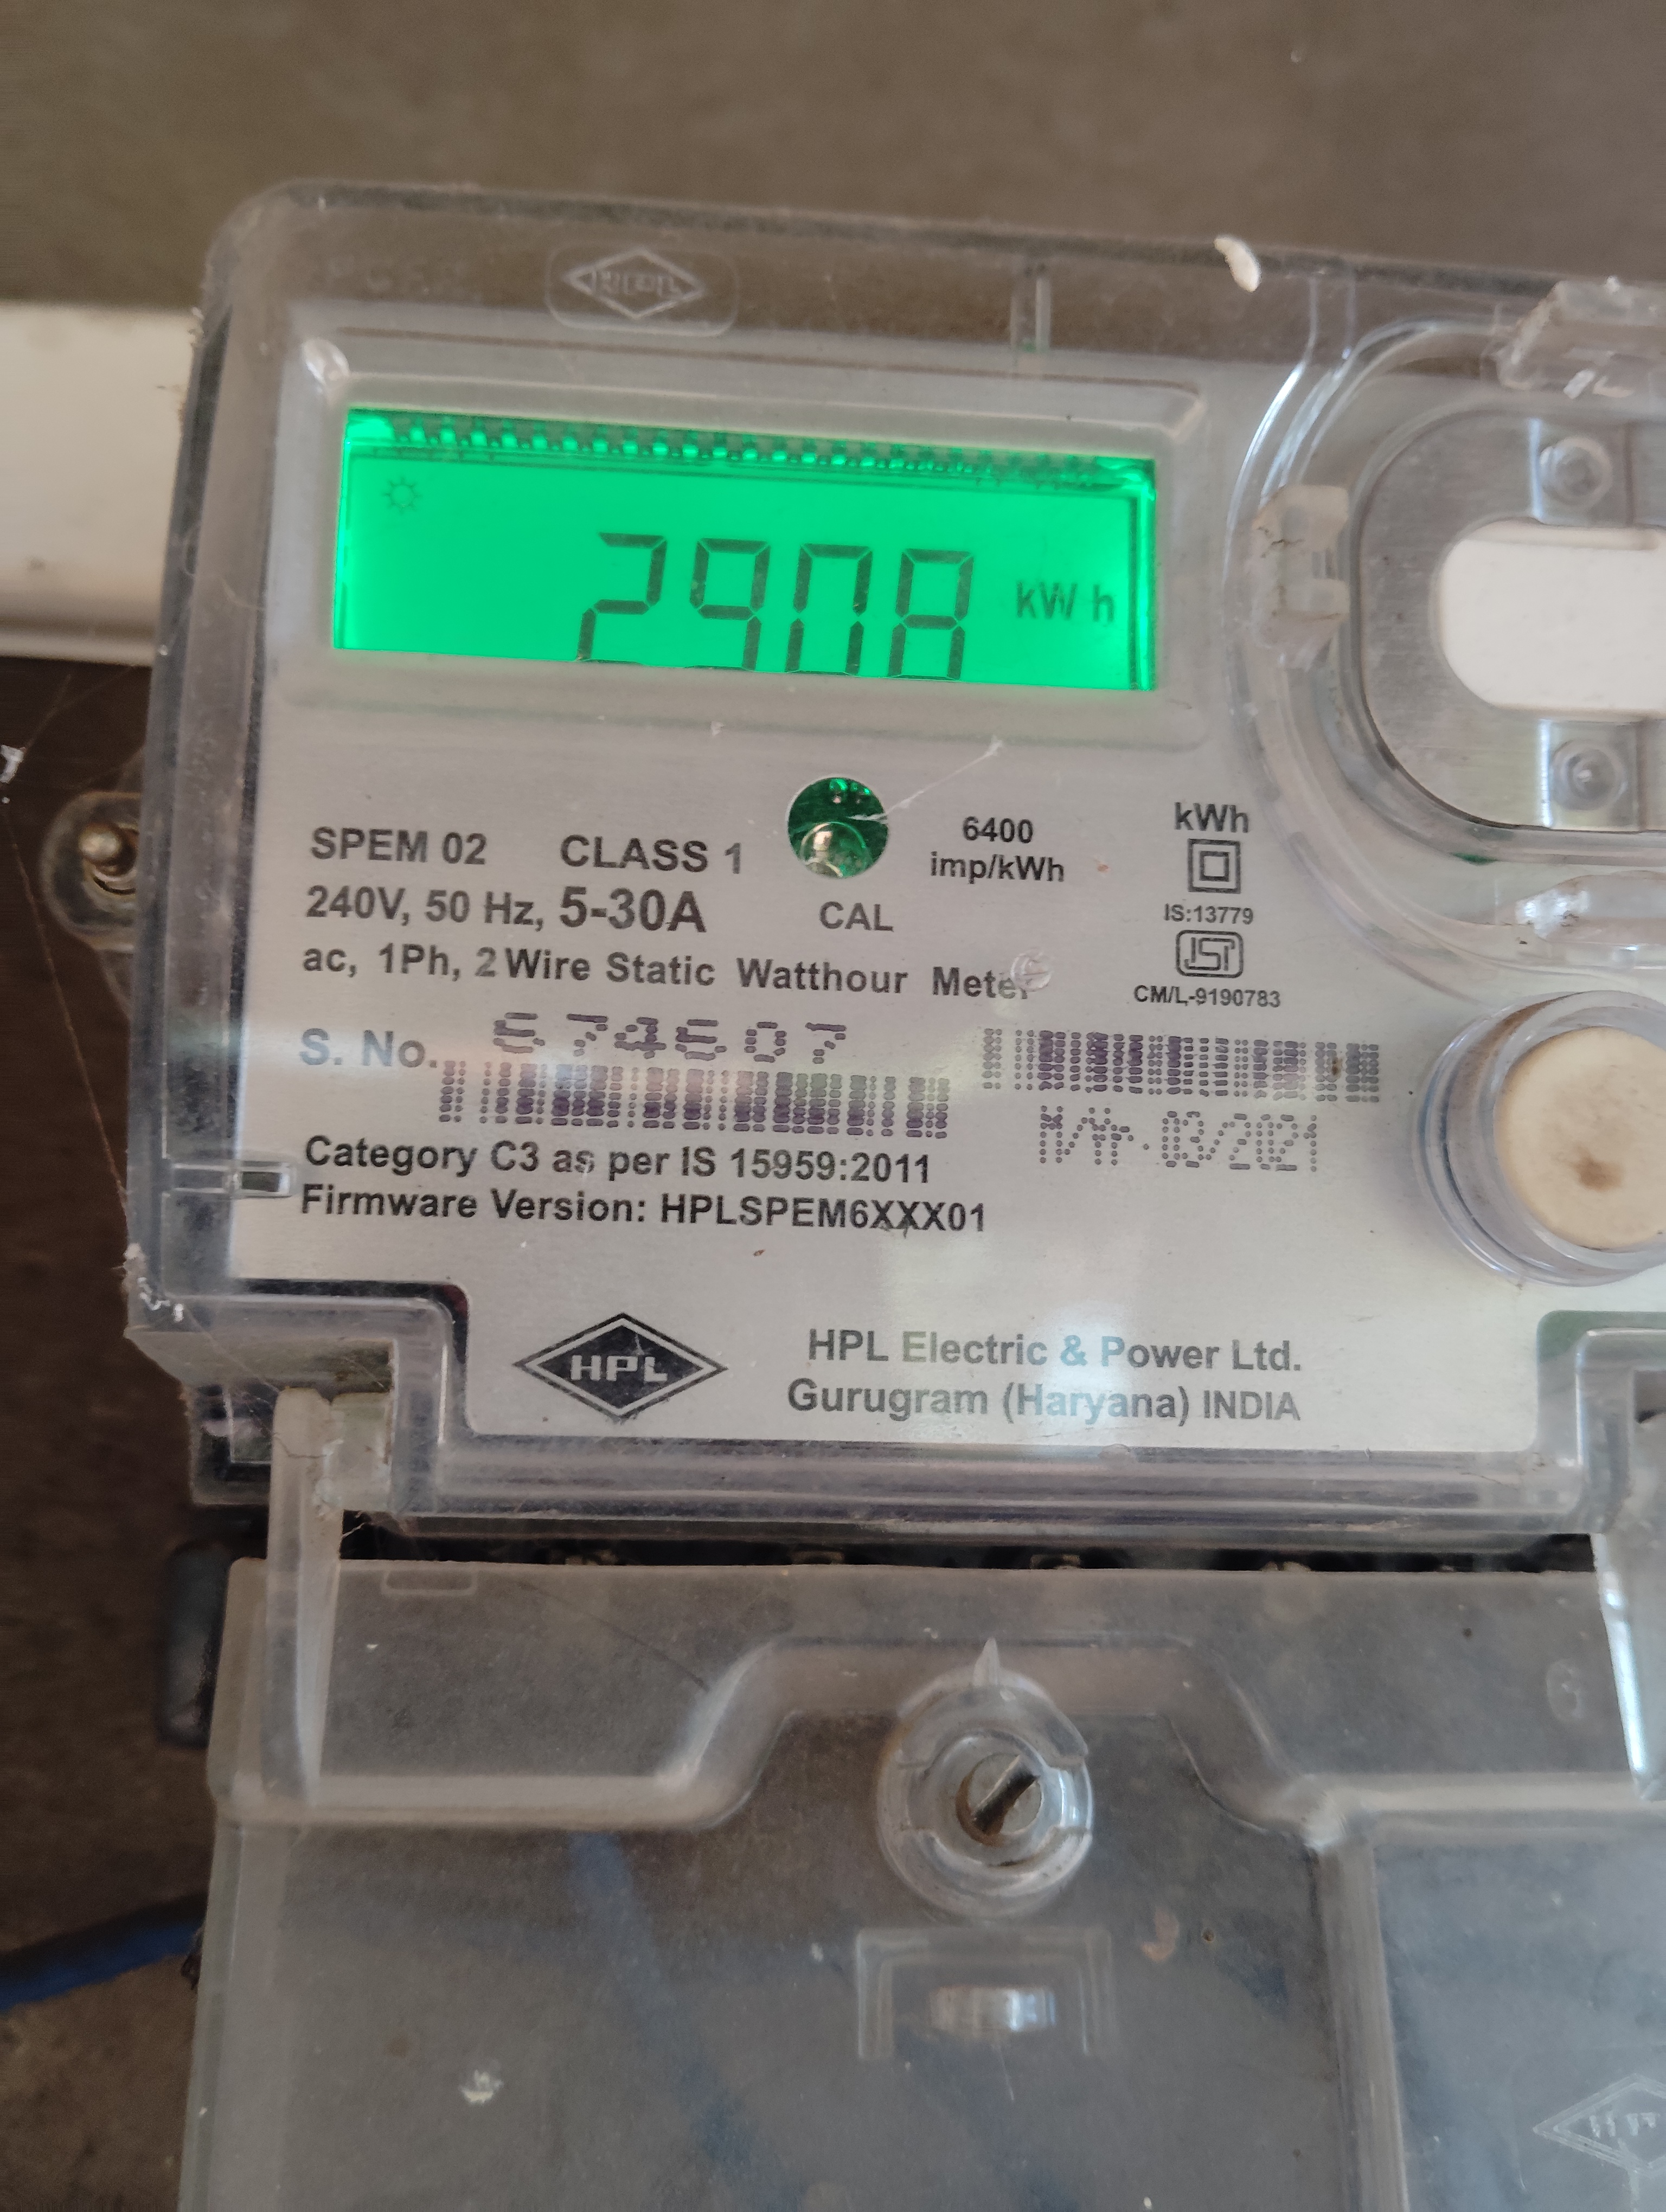 HPL
2908 kWh
SPEM 02 CLASS 1
240V, 50 Hz, 5-30A
ac, 1Ph, 2 Wire Static Watthour Meter
CAL
6400
imp/kWh
kWh
IS:13779
ISI
CM/L-9190783
S. No.
Category C3 as per IS 15959:2011
Firmware Version: HPLSPEM6XXX01
HPL
HPL Electric & Power Ltd.
Gurugram (Haryana) INDIA